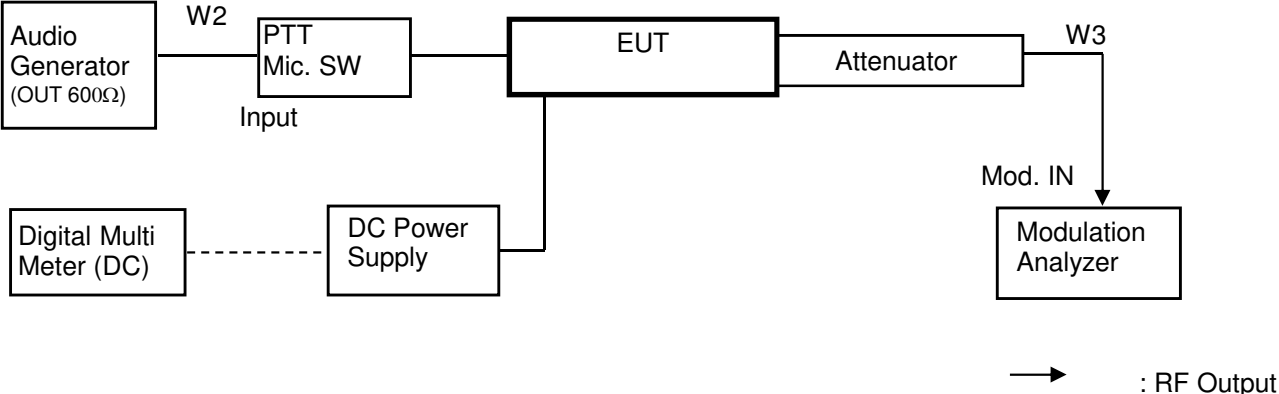 W2
Audio
Generator
(OUT 600Ω)
PTT
Mic. SW
Input
EUT
Attenuator
W3
Mod. IN
Digital Multi
Meter (DC)
DC Power
Supply
Modulation
Analyzer
: RF Output